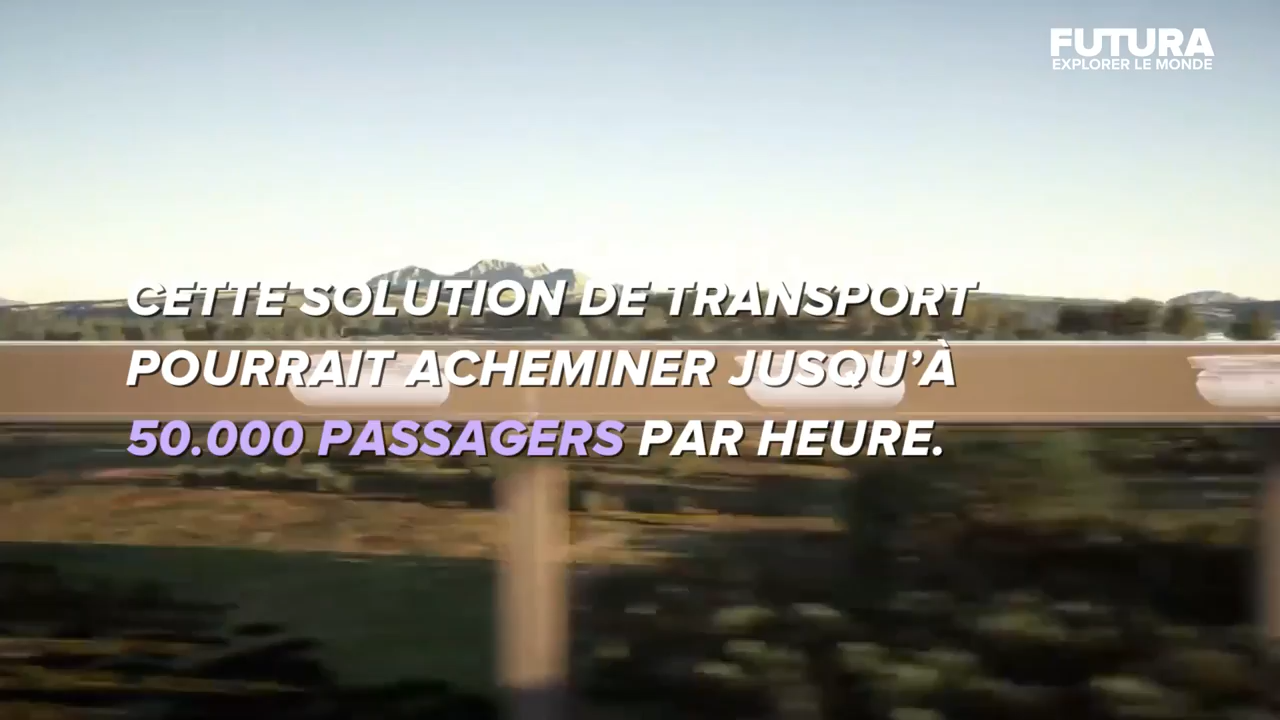 FUTURA
EXPLORER LE MONDE
CETTE SOLUTION DE TRANSPORT
POURRAIT ACHEMINER JUSQU’À
50.000 PASSAGERS PAR HEURE.